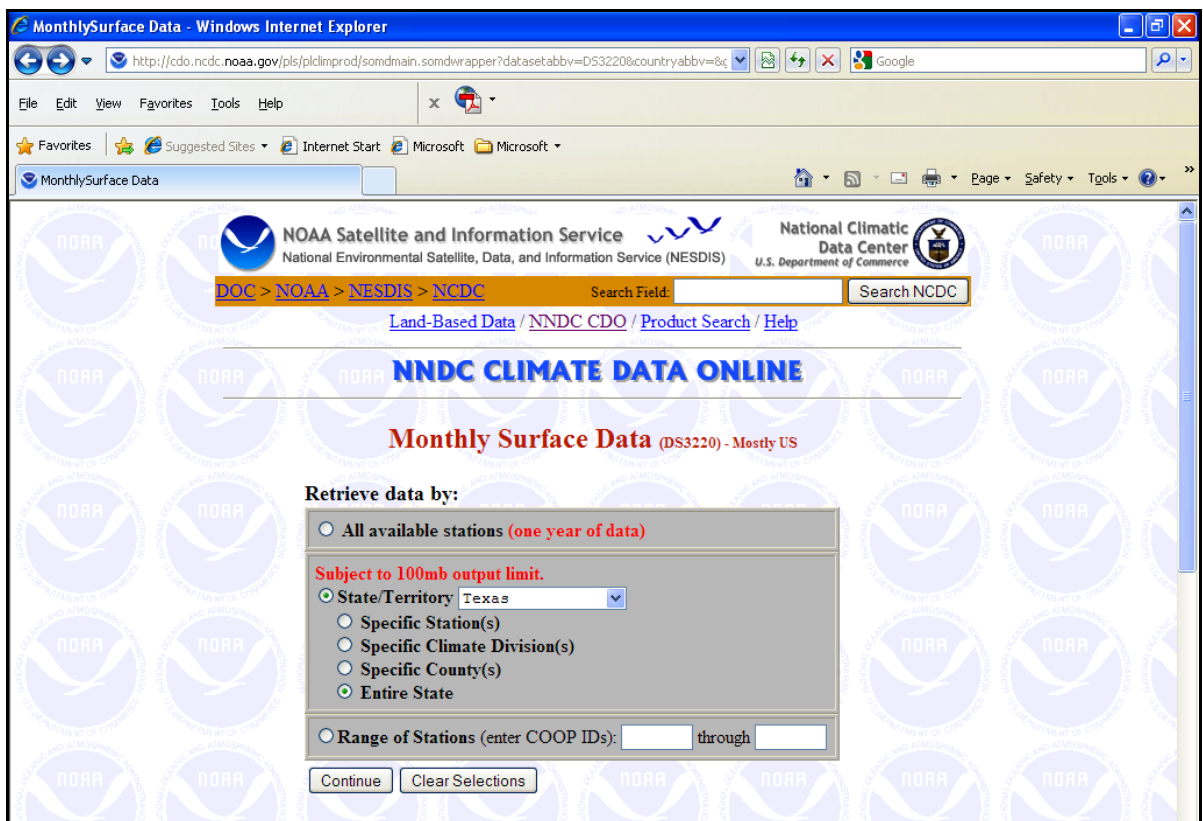 MonthlySurface Data - Windows Internet Explorer
http://cdo.ncdc.noaa.gov/pls/plclimprod/somdmain.somdwrapper?datasetabbv=DS3220&countryabbv=&g
Google
File Edit View Favorites Tools Help x
Favorites Suggested Sites Internet Start Microsoft Microsoft
MonthlySurface Data Page Safety Tools »
NOAA Satellite and Information Service
National Environmental Satellite, Data, and Information Service (NESDIS)
National Climatic
Data Center
U.S. Department of Commerce
DOC > NOAA > NESDIS > NCDC Search Field: Search NCDC
Land-Based Data / NNDC CDO / Product Search / Help
NNDC CLIMATE DATA ONLINE
Monthly Surface Data (DS3220) - Mostly US
Retrieve data by:
All available stations (one year of data)
Subject to 100mb output limit.
State/Territory Texas
Specific Station(s)
Specific Climate Division(s)
Specific County(s)
Entire State
Range of Stations (enter COOP IDs): through
Continue Clear Selections